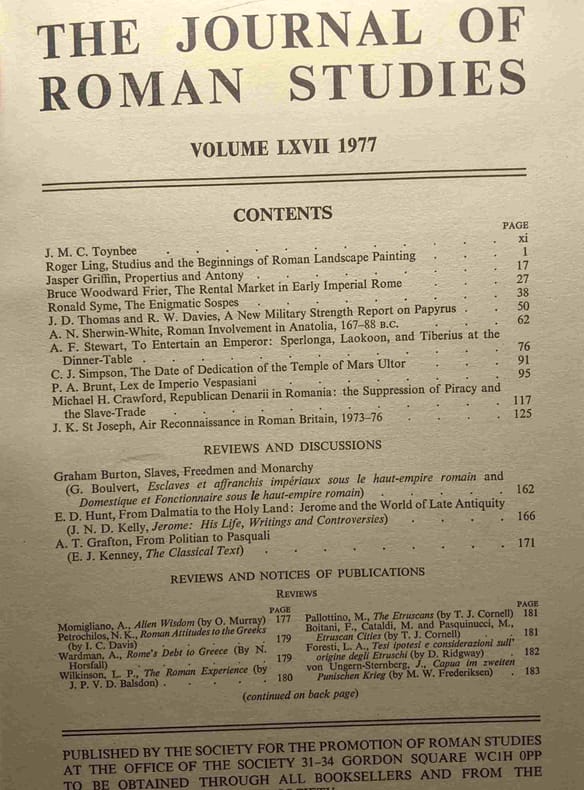 THE JOURNAL OF
ROMAN STUDIES
VOLUME LXVII 1977
CONTENTS
PAGE
J. M. C. Toynbee . . . . . . . . . . . xi
Roger Ling, Studius and the Beginnings of Roman Landscape Painting . . . 1
Jasper Griffin, Propertius and Antony . . . . . . . . 17
Bruce Woodward Frier, The Rental Market in Early Imperial Rome . . . 27
Ronald Syme, The Enigmatic Sospes . . . . . . . . 38
J. D. Thomas and R. W. Davies, A New Military Strength Report on Papyrus . . 50
A. N. Sherwin-White, Roman Involvement in Anatolia, 167–88 B.C. . . . 62
A. F. Stewart, To Entertain an Emperor: Sperlonga, Laokoon, and Tiberius at the
Dinner-Table . . . . . . . . . . . 76
C. J. Simpson, The Date of Dedication of the Temple of Mars Ultor . . . 91
P. A. Brunt, Lex de Imperio Vespasiani . . . . . . . 95
Michael H. Crawford, Republican Denarii in Romania: the Suppression of Piracy and
the Slave-Trade . . . . . . . . . . 117
J. K. St Joseph, Air Reconnaissance in Roman Britain, 1973–76 . . . . 125
REVIEWS AND DISCUSSIONS
Graham Burton, Slaves, Freedmen and Monarchy
(G. Boulvert, Esclaves et affranchis impériaux sous le haut-empire romain and
Domestique et Fonctionnaire sous le haut-empire romain) . . . . . 162
E. D. Hunt, From Dalmatia to the Holy Land: Jerome and the World of Late Antiquity
(J. N. D. Kelly, Jerome: His Life, Writings and Controversies) . . . . 166
A. T. Grafton, From Politian to Pasquali
(E. J. Kenney, The Classical Text) . . . . . . . . 171
REVIEWS AND NOTICES OF PUBLICATIONS
REVIEWS
PAGE
Momigliano, A., Alien Wisdom (by O. Murray) 177
Petrochilos, N. K., Roman Attitudes to the Greeks
(by I. C. Davis) . . . . . 179
Wardman, A., Rome's Debt to Greece (By N.
Horsfall) . . . . . . 179
Wilkinson, L. P., The Roman Experience (by
J. P. V. D. Balsdon) . . . . . 180
PAGE
Pallottino, M., The Etruscans (by T. J. Cornell) 181
Boitani, F., Cataldi, M. and Pasquinucci, M.,
Etruscan Cities (by T. J. Cornell) . . 181
Foresti, L. A., Tesi ipotesi e considerazioni sull'
origine degli Etruschi (by D. Ridgway) . 182
von Ungern-Sternberg, J., Capua im zweiten
Punischen Krieg (by M. W. Frederiksen) . 183
(continued on back page)
PUBLISHED BY THE SOCIETY FOR THE PROMOTION OF ROMAN STUDIES
AT THE OFFICE OF THE SOCIETY 31–34 GORDON SQUARE WC1H 0PP
TO BE OBTAINED THROUGH ALL BOOKSELLERS AND FROM THE